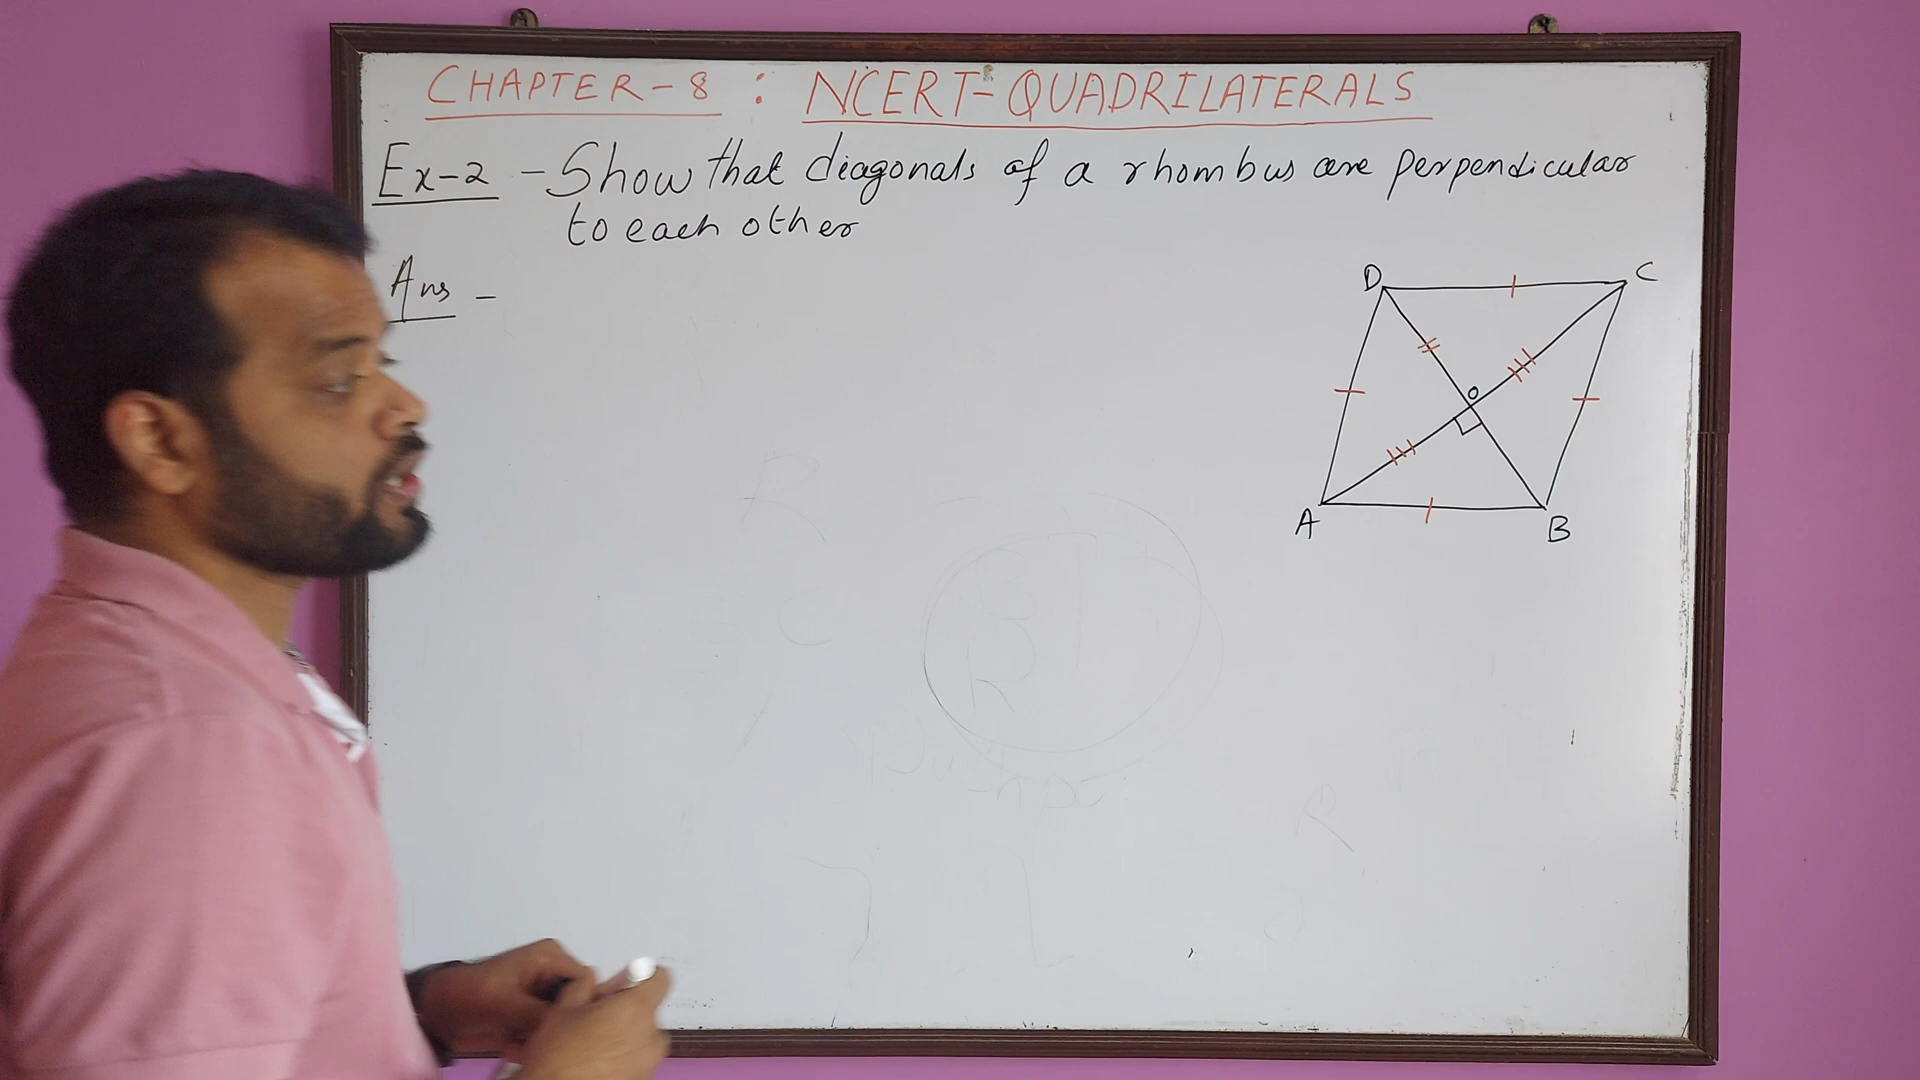 CHAPTER-8 : NCERT-QUADRILATERALS
Ex-2 - Show that diagonals of a rhombus are perpendicular
to each other
Ans -
D C
O
A B